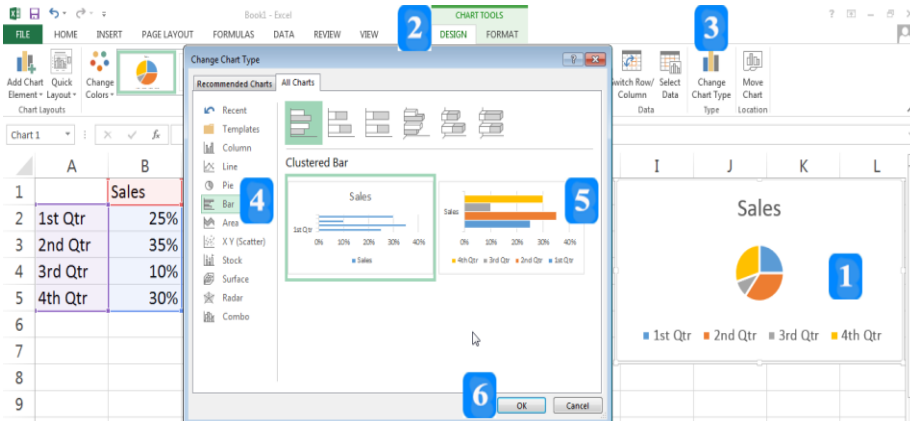 Book1 - Excel
2
CHART TOOLS
3
FILE HOME INSERT PAGE LAYOUT FORMULAS DATA REVIEW VIEW DESIGN FORMAT
Add Chart Element
Quick Layout
Change Colors
Chart Layouts
Switch Row/ Column
Select Data
Data
Change Chart Type
Type
Move Chart
Location
Chart 1
fx
Change Chart Type
?
Recommended Charts
All Charts
Recent
Templates
Column
Line
Pie
Bar
Area
X Y (Scatter)
Stock
Surface
Radar
Combo
4
Clustered Bar
Sales
1st Qtr
0% 10% 20% 30% 40%
Sales
5
Sales
0% 10% 20% 30% 40%
4th Qtr 3rd Qtr 2nd Qtr 1st Qtr
6
OK
Cancel
A B I J K L
1 Sales
2 1st Qtr 25%
3 2nd Qtr 35%
4 3rd Qtr 10%
5 4th Qtr 30%
6
7
8
9
Sales
1
1st Qtr 2nd Qtr 3rd Qtr 4th Qtr